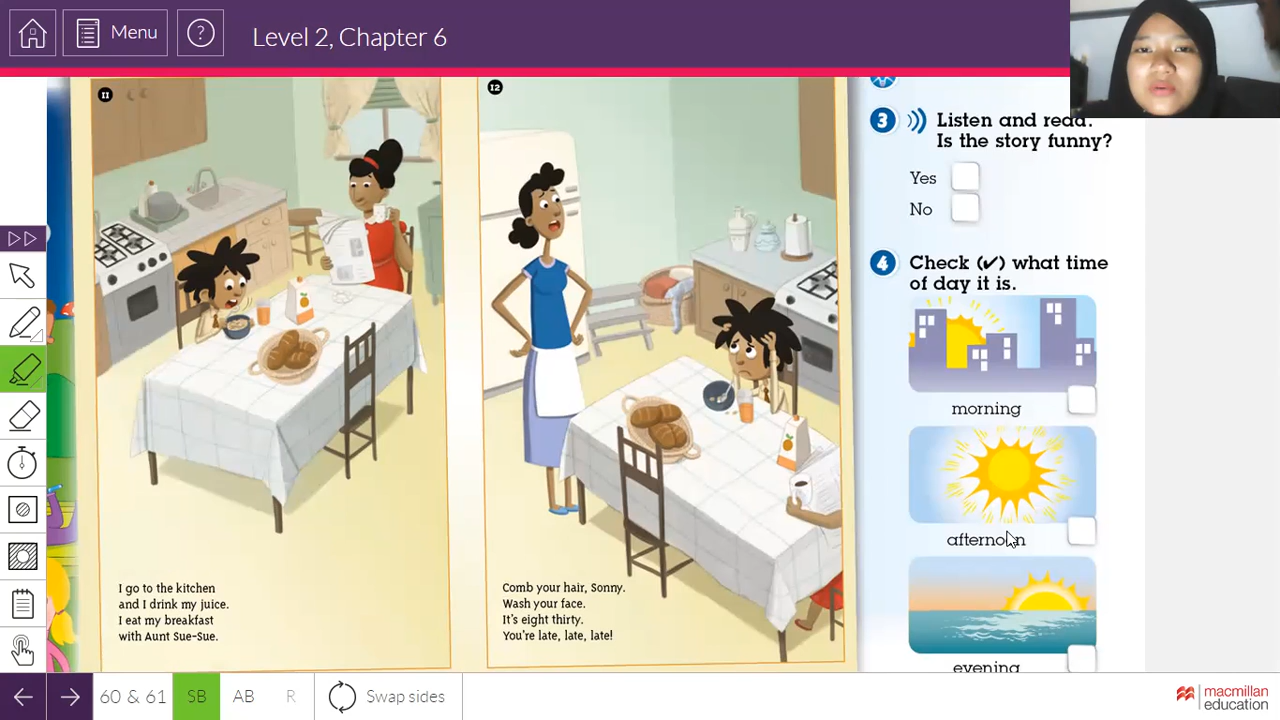 Menu
?
Level 2, Chapter 6
11
I go to the kitchen
and I drink my juice.
I eat my breakfast
with Aunt Sue-Sue.
12
Comb your hair, Sonny.
Wash your face.
It's eight thirty.
You're late, late, late!
3 Listen and read.
Is the story funny?
Yes
No
4 Check (✔) what time
of day it is.
morning
afternoon
evening
60 & 61
SB
AB
R
Swap sides
macmillan
education